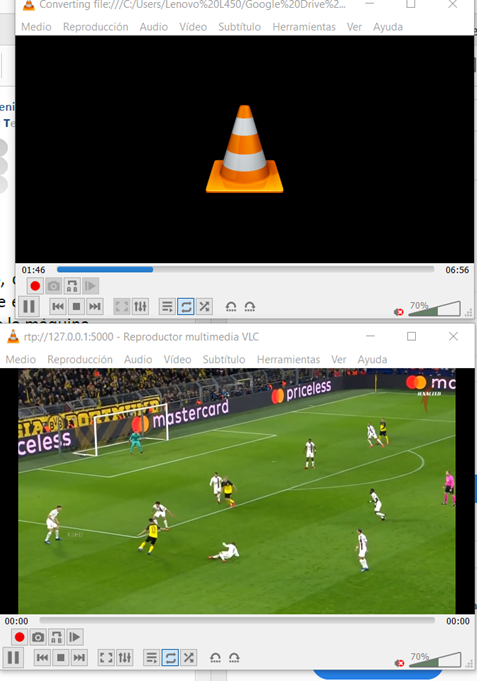 Converting file:///C:/Users/Lenovo%20L450/Google%20Drive%2...
Medio Reproducción Audio Vídeo Subtítulo Herramientas Ver Ayuda
01:46 06:56
70%
rtp://127.0.0.1:5000 - Reproductor multimedia VLC
Medio Reproducción Audio Vídeo Subtítulo Herramientas Ver Ayuda
priceless
mastercard
celess
00:00 00:00
70%